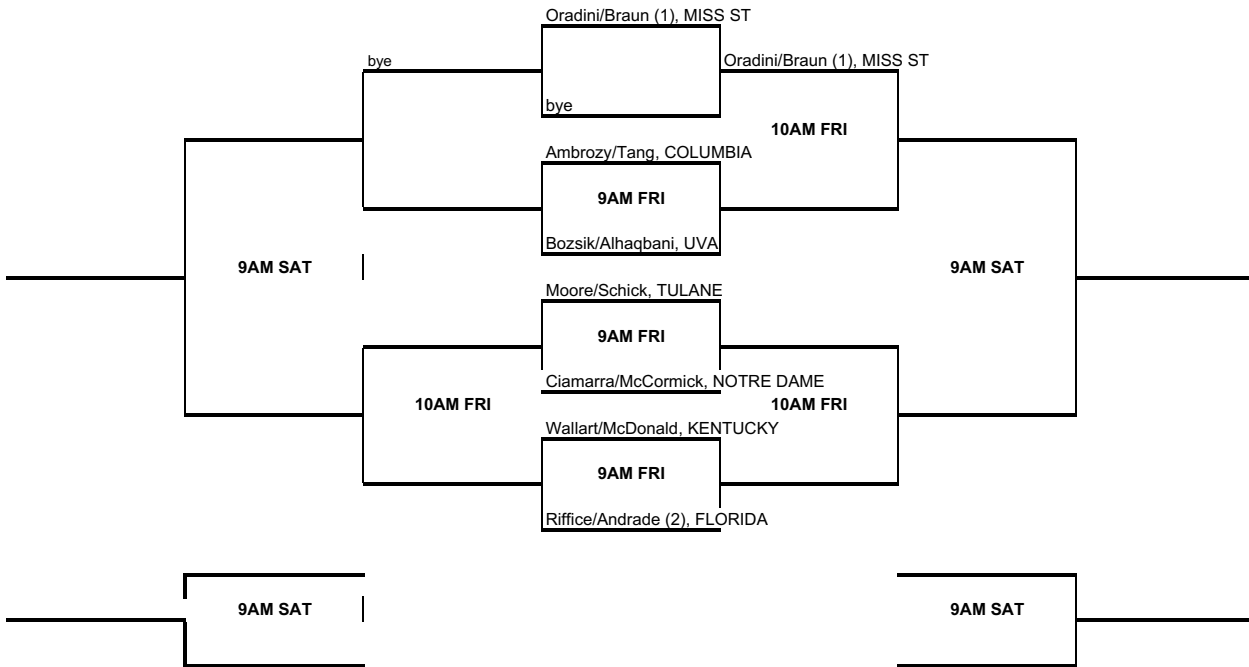 Oradini/Braun (1), MISS ST
bye
Oradini/Braun (1), MISS ST
bye
10AM FRI
Ambrozy/Tang, COLUMBIA
9AM FRI
Bozsik/Alhaqbani, UVA
9AM SAT
9AM SAT
Moore/Schick, TULANE
9AM FRI
Ciamarra/McCormick, NOTRE DAME
10AM FRI
10AM FRI
Wallart/McDonald, KENTUCKY
9AM FRI
Riffice/Andrade (2), FLORIDA
9AM SAT
9AM SAT